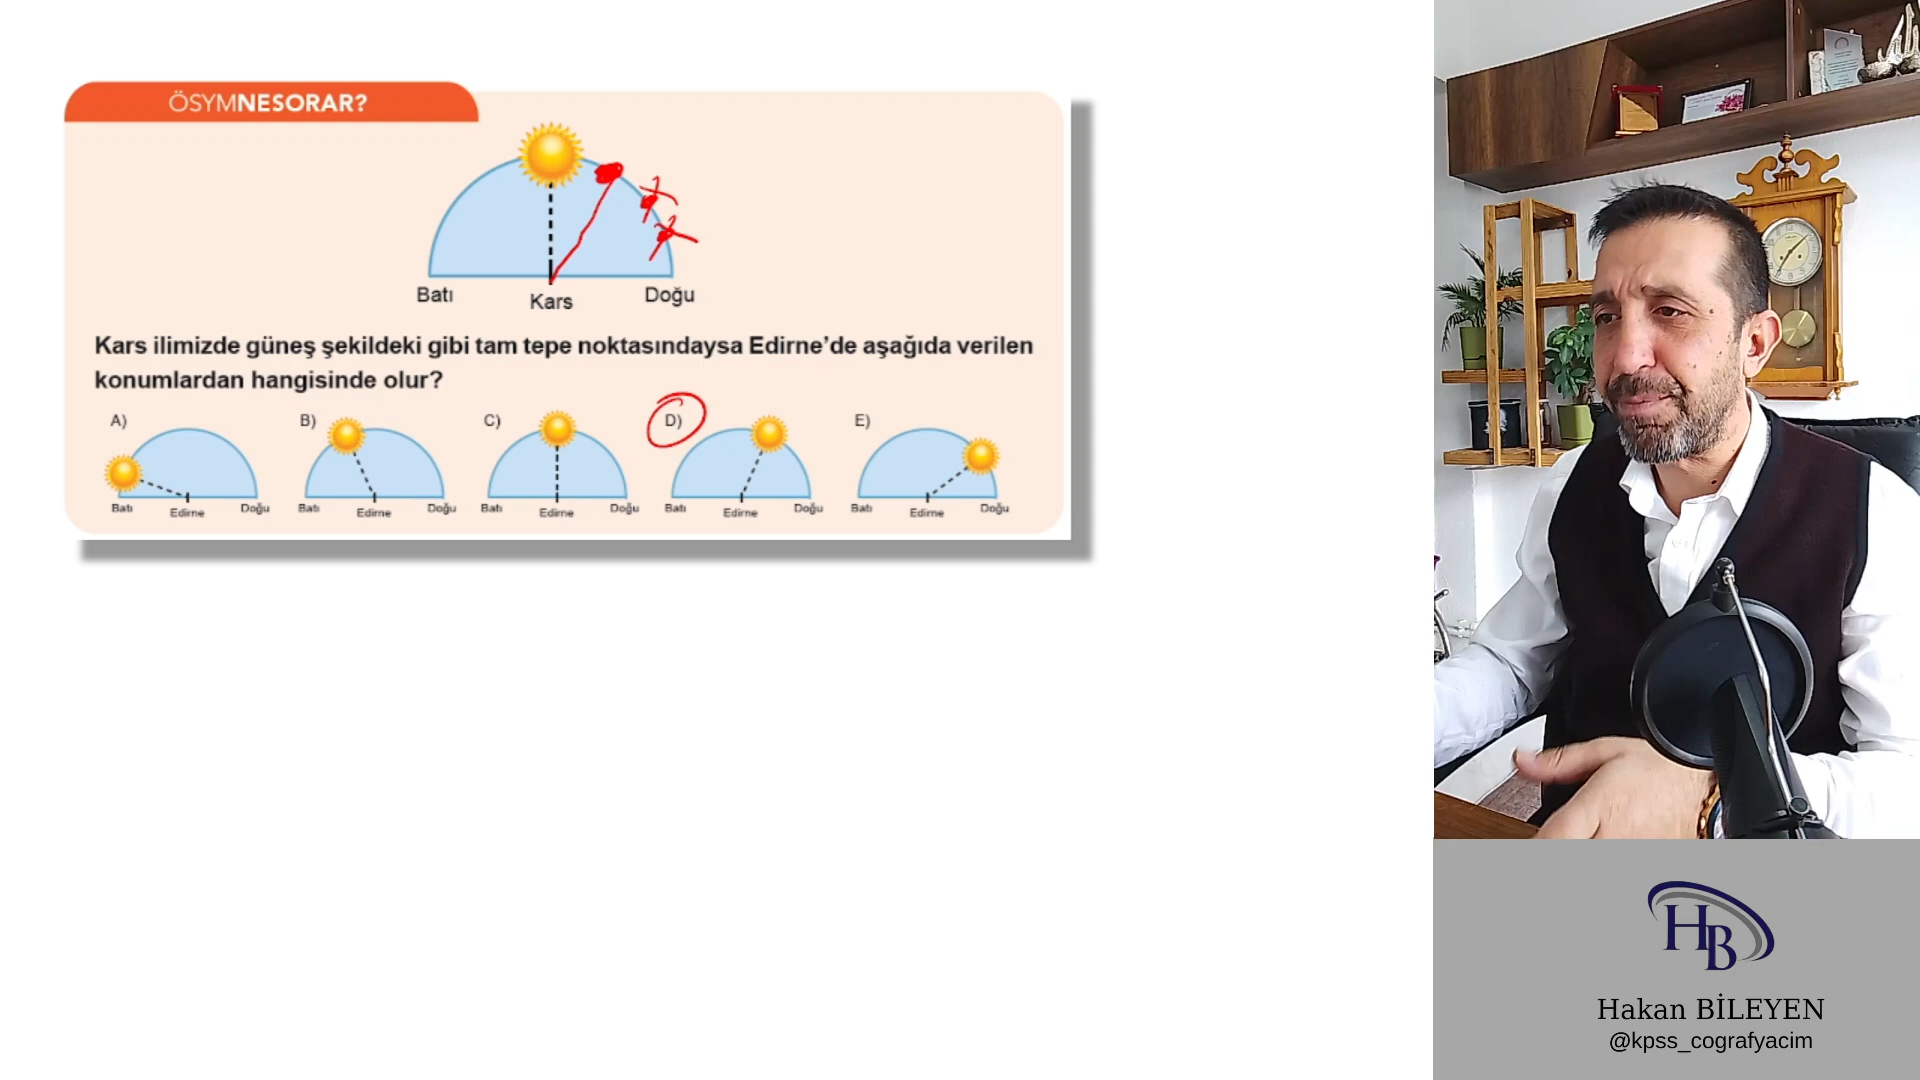 ÖSYMNESORAR?
Batı
Kars
Doğu
Kars ilimizde güneş şekildeki gibi tam tepe noktasındaysa Edirne'de aşağıda verilen
konumlardan hangisinde olur?
A)
B)
C)
D)
E)
Batı Edirne Doğu
Batı Edirne Doğu
Batı Edirne Doğu
Batı Edirne Doğu
Batı Edirne Doğu
HB
Hakan BİLEYEN
@kpss_cografyacim